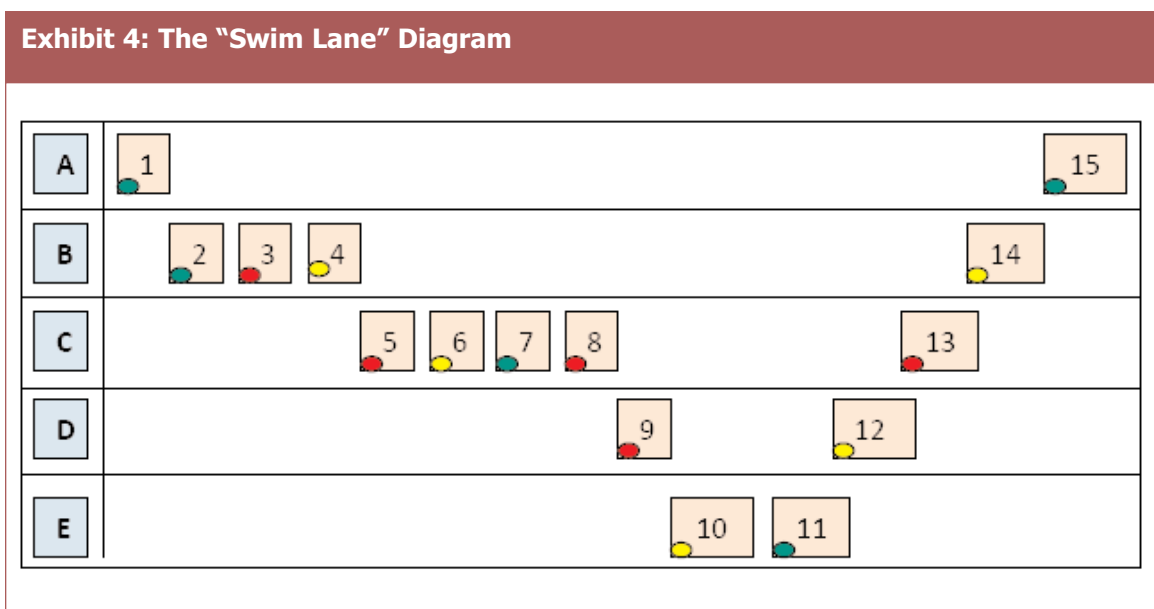 Exhibit 4: The “Swim Lane” Diagram
A 1 15
B 2 3 4 14
C 5 6 7 8 13
D 9 12
E 10 11